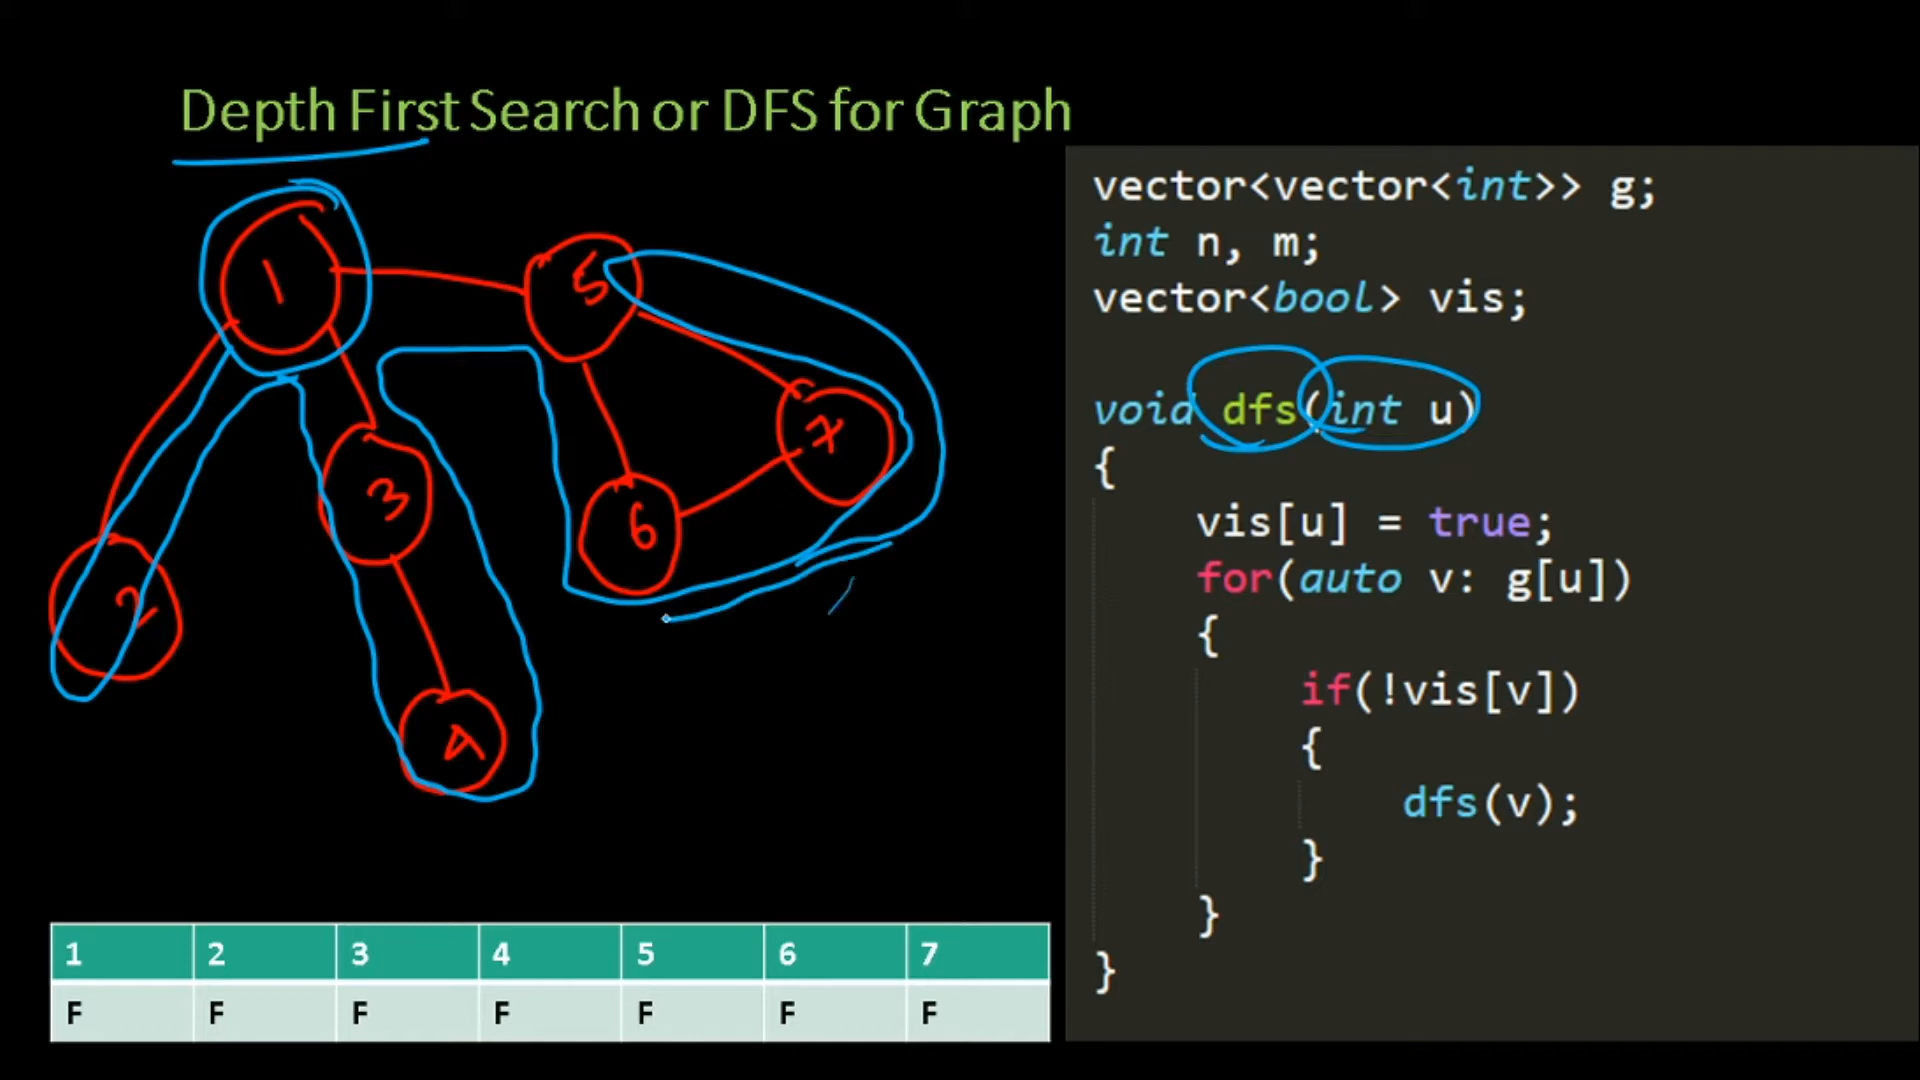 Depth First Search or DFS for Graph
1
5
3
7
6
2
4
1 2 3 4 5 6 7
F F F F F F F
vector<vector<int>> g;
int n, m;
vector<bool> vis;
void dfs(int u)
{
vis[u] = true;
for(auto v: g[u])
{
if(!vis[v])
{
dfs(v);
}
}
}